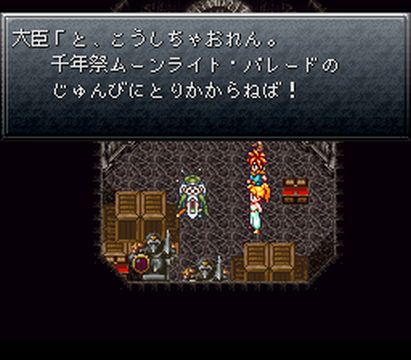 大臣「と、こうしちゃおれん。
千年祭ムーンライト・パレードの
じゅんびにとりかからねば！